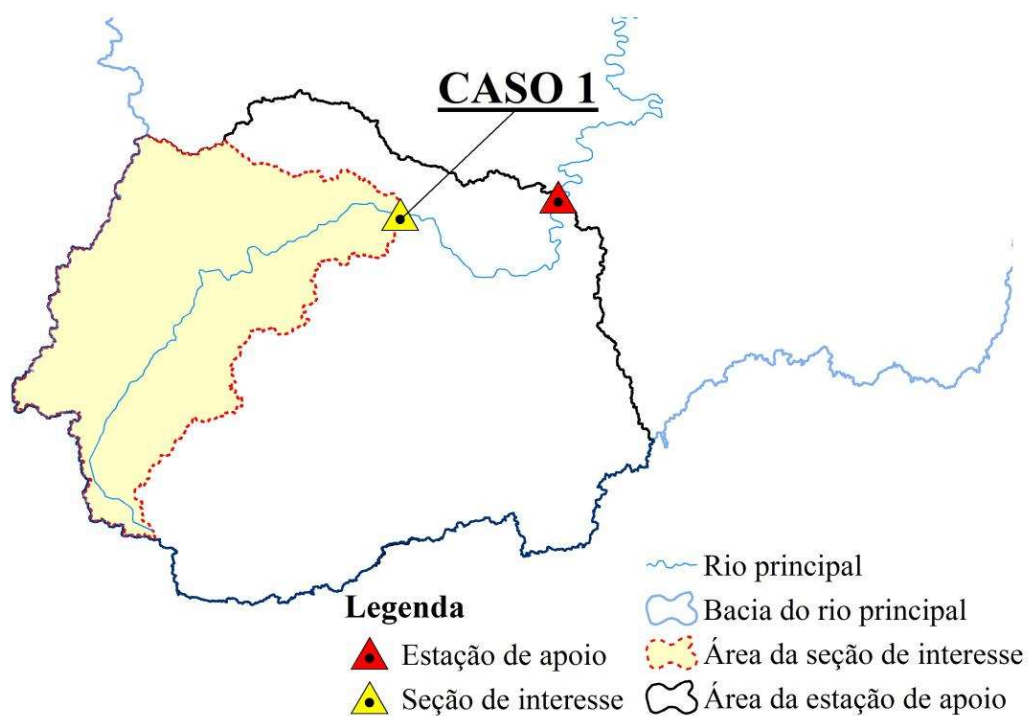 CASO 1
Legenda
Estação de apoio
Seção de interesse
Rio principal
Bacia do rio principal
Área da seção de interesse
Área da estação de apoio